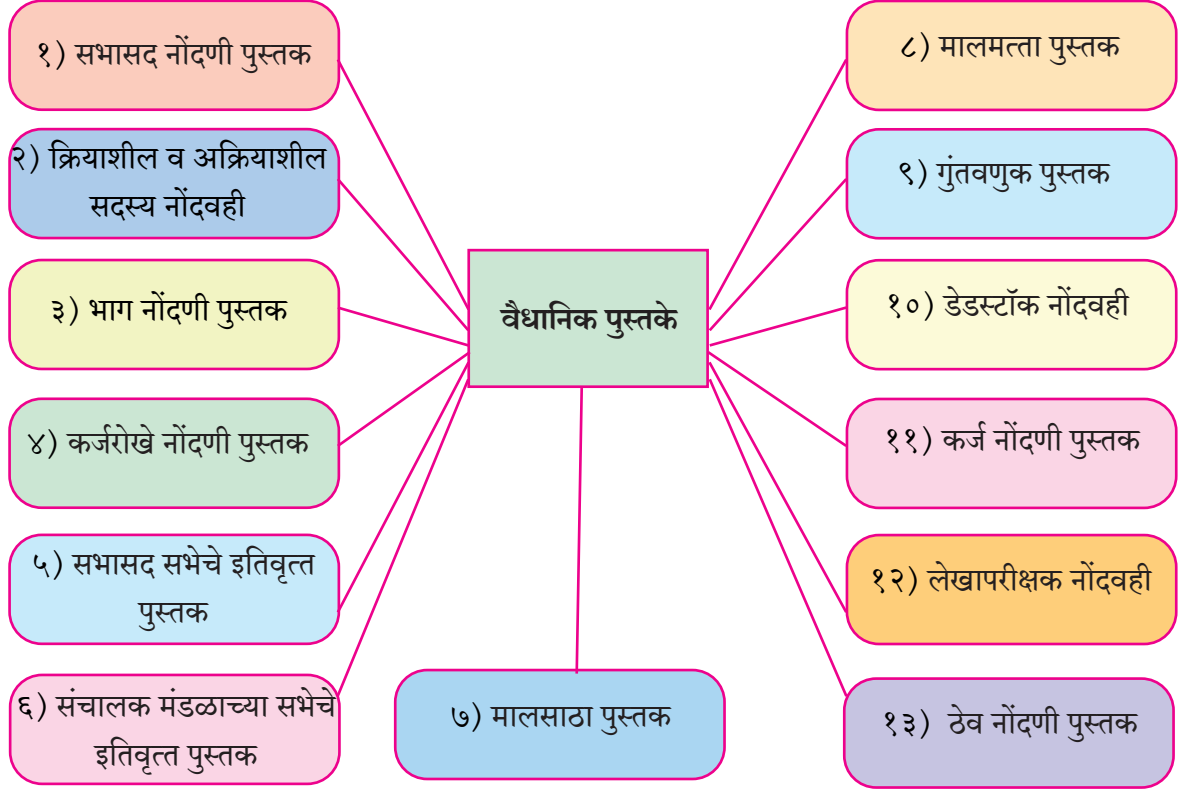 १) सभासद नोंदणी पुस्तक
२) क्रियाशील व अक्रियाशील
सदस्य नोंदवही
३) भाग नोंदणी पुस्तक
४) कर्जरोखे नोंदणी पुस्तक
५) सभासद सभेचे इतिवृत्त
पुस्तक
६) संचालक मंडळाच्या सभेचे
इतिवृत्त पुस्तक
वैधानिक पुस्तके
७) मालसाठा पुस्तक
८) मालमत्ता पुस्तक
९) गुंतवणुक पुस्तक
१०) डेडस्टॉक नोंदवही
११) कर्ज नोंदणी पुस्तक
१२) लेखापरीक्षक नोंदवही
१३) ठेव नोंदणी पुस्तक